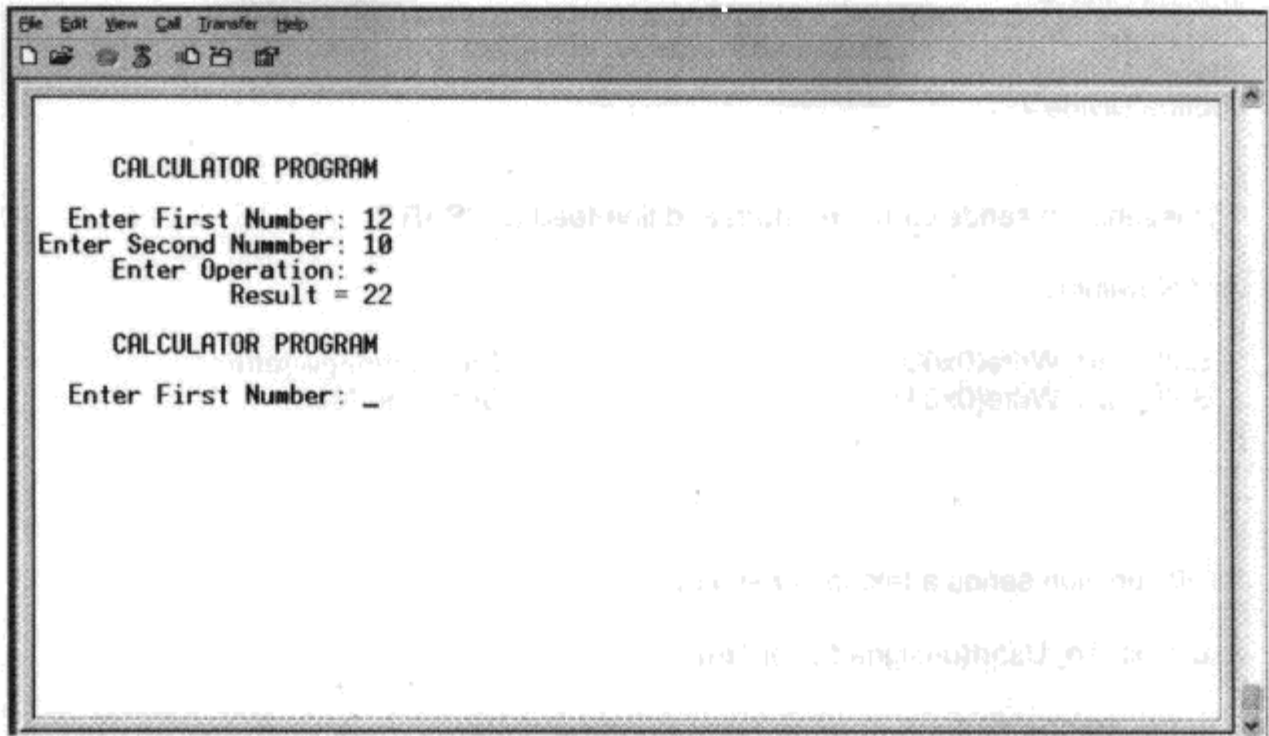 File Edit View Call Transfer Help
CALCULATOR PROGRAM
Enter First Number: 12
Enter Second Nummber: 10
Enter Operation: +
Result = 22
CALCULATOR PROGRAM
Enter First Number: _